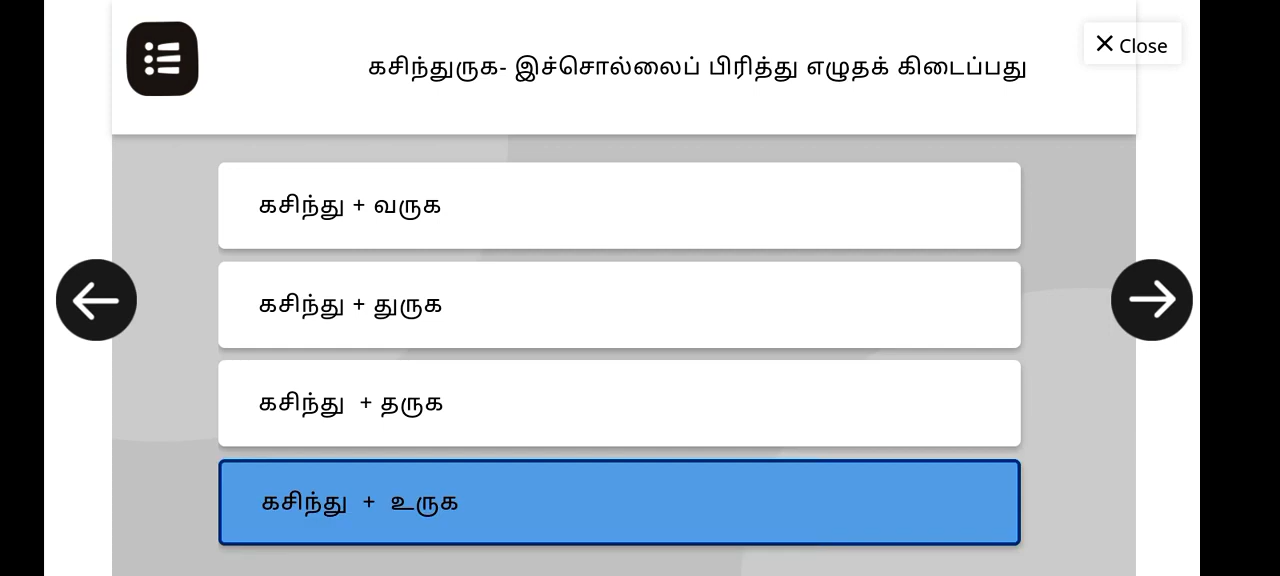 கசிந்துருக- இச்சொல்லைப் பிரித்து எழுதக் கிடைப்பது
✕ Close
கசிந்து + வருக
கசிந்து + துருக
கசிந்து + தருக
கசிந்து + உருக